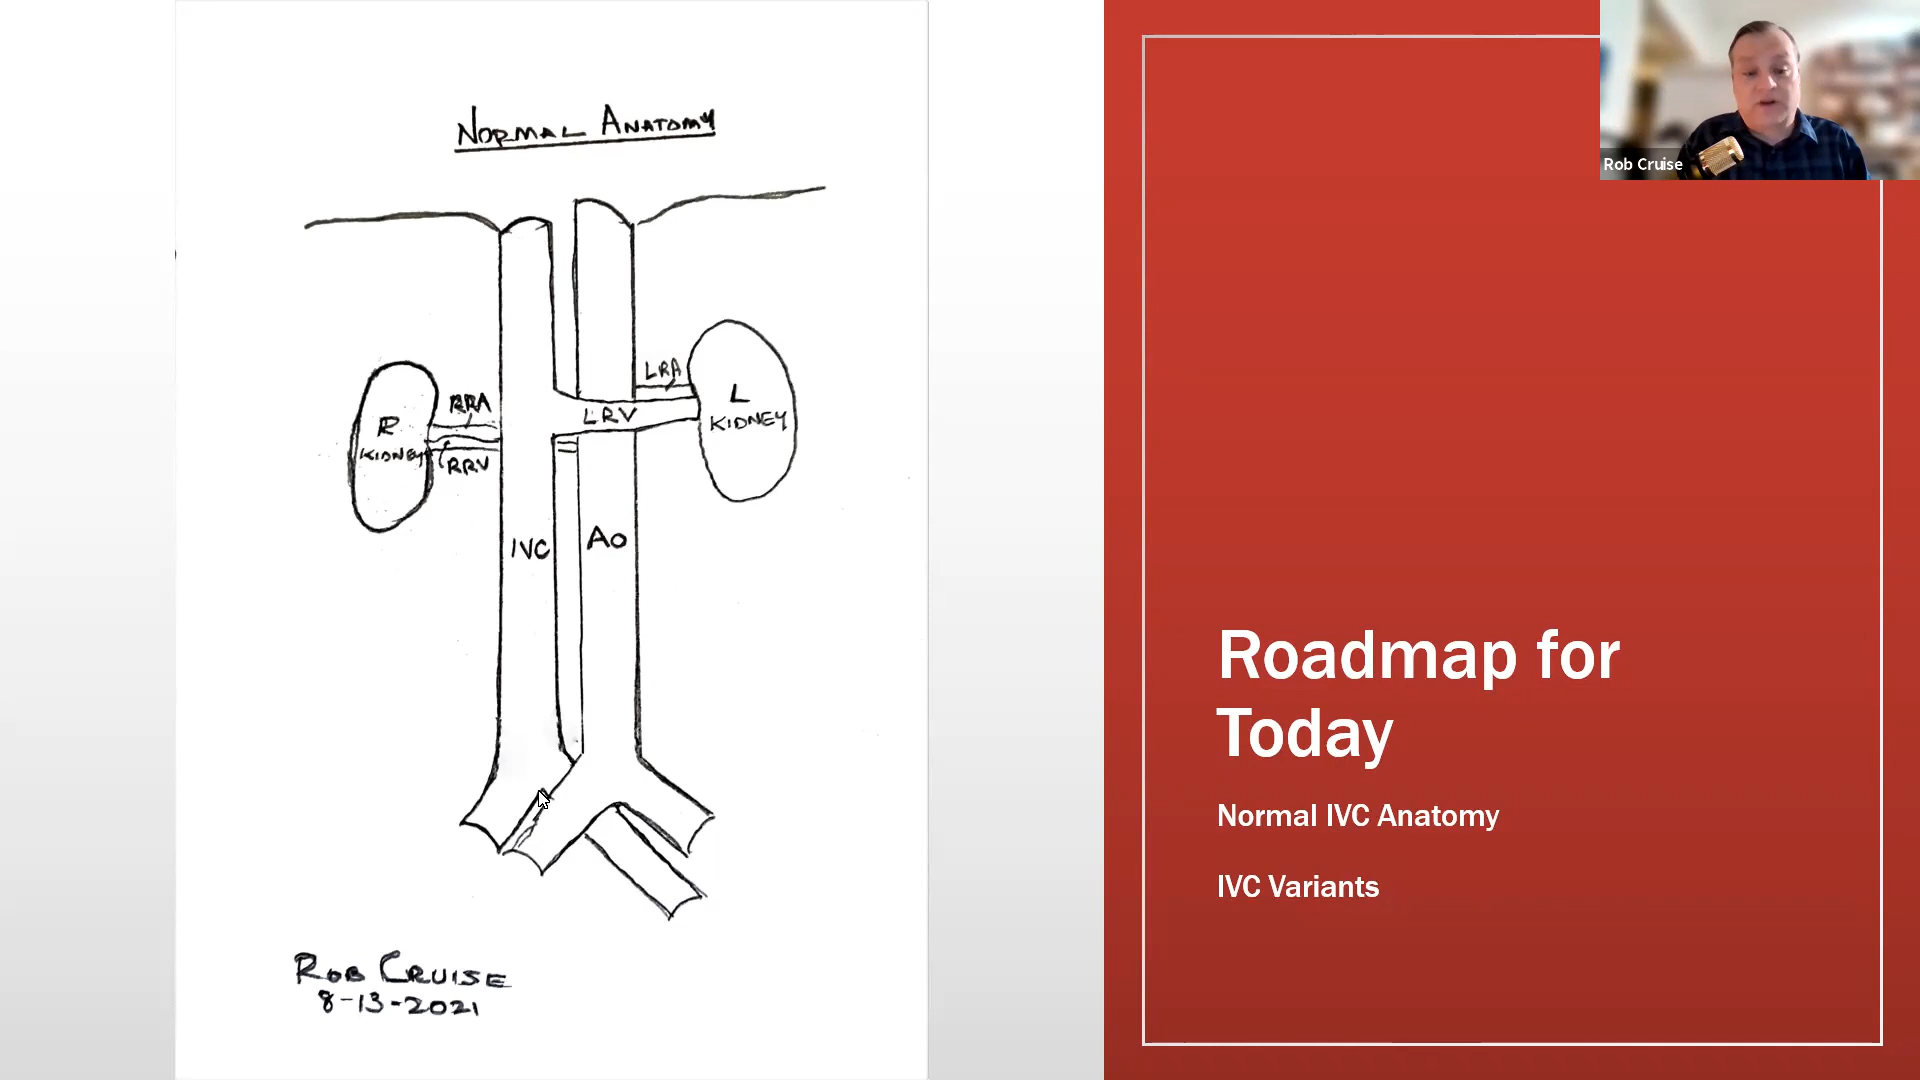 NORMAL ANATOMY
LRA
L
KIDNEY
RRA
LRV
R
KIDNEY
RRV
IVC
AO
ROB CRUISE
8-13-2021
Rob Cruise
Roadmap for
Today
Normal IVC Anatomy
IVC Variants